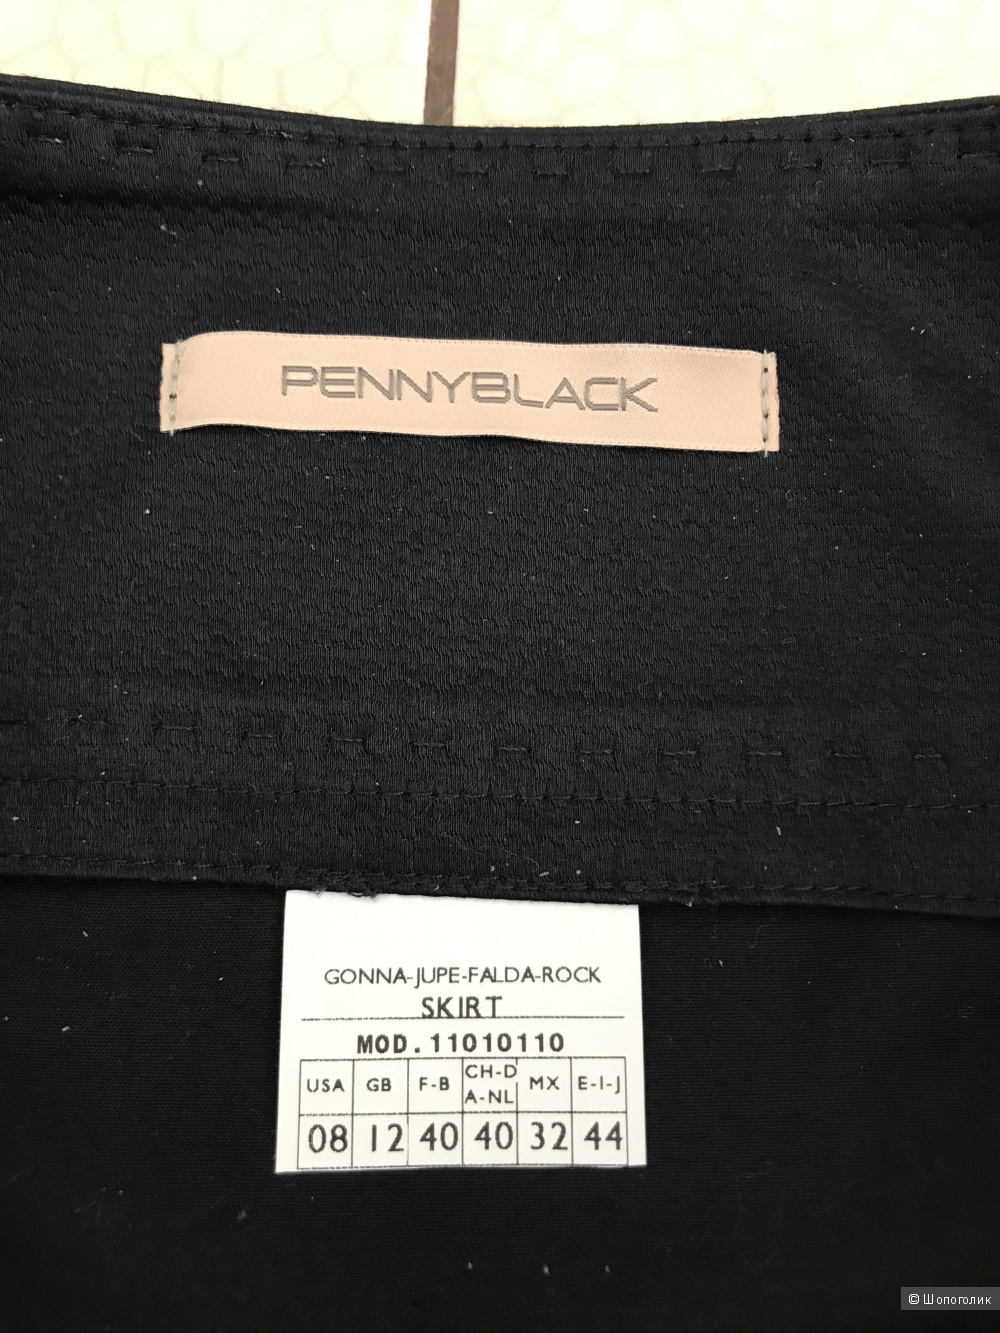 PENNYBLACK
GONNA-JUPE-FALDA-ROCK
SKIRT
MOD.11010110
USA GB F-B CH-D A-NL MX E-I-J
08 12 40 40 32 44
© Шопоголик